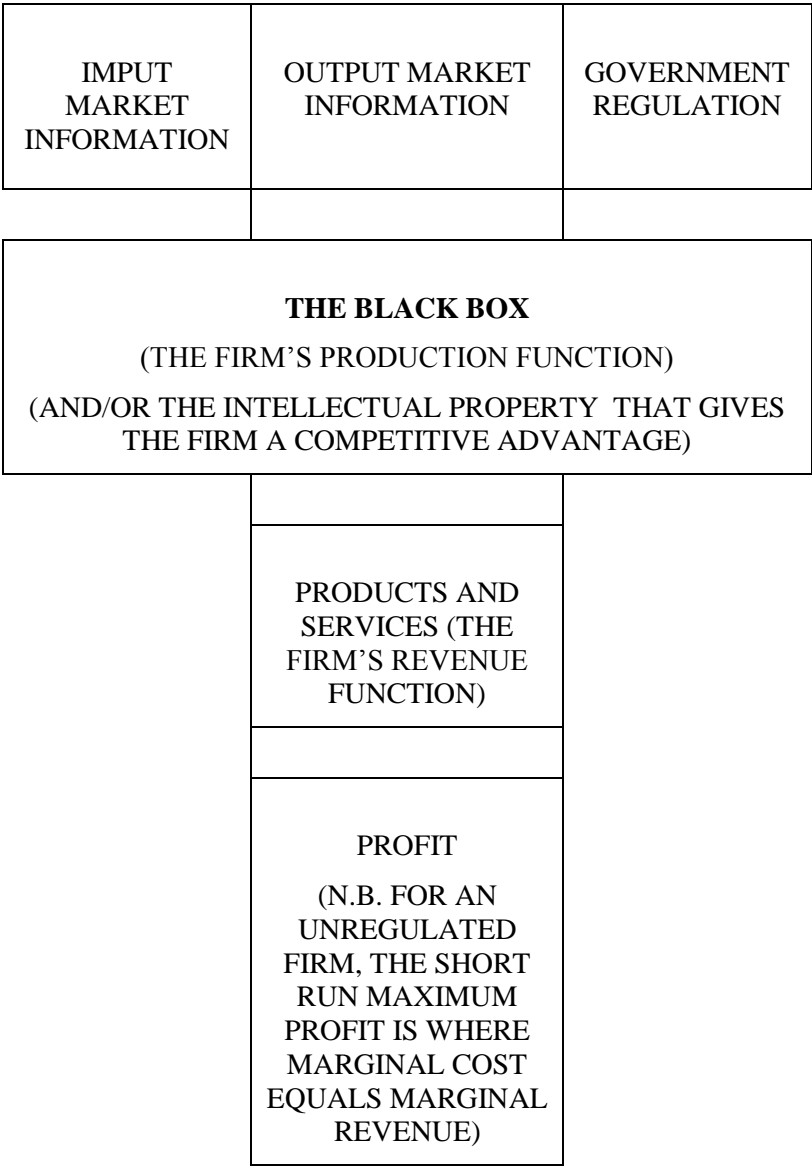 IMPUT
MARKET
INFORMATION
OUTPUT MARKET
INFORMATION
GOVERNMENT
REGULATION
THE BLACK BOX
(THE FIRM’S PRODUCTION FUNCTION)
(AND/OR THE INTELLECTUAL PROPERTY THAT GIVES
THE FIRM A COMPETITIVE ADVANTAGE)
PRODUCTS AND
SERVICES (THE
FIRM’S REVENUE
FUNCTION)
PROFIT
(N.B. FOR AN
UNREGULATED
FIRM, THE SHORT
RUN MAXIMUM
PROFIT IS WHERE
MARGINAL COST
EQUALS MARGINAL
REVENUE)